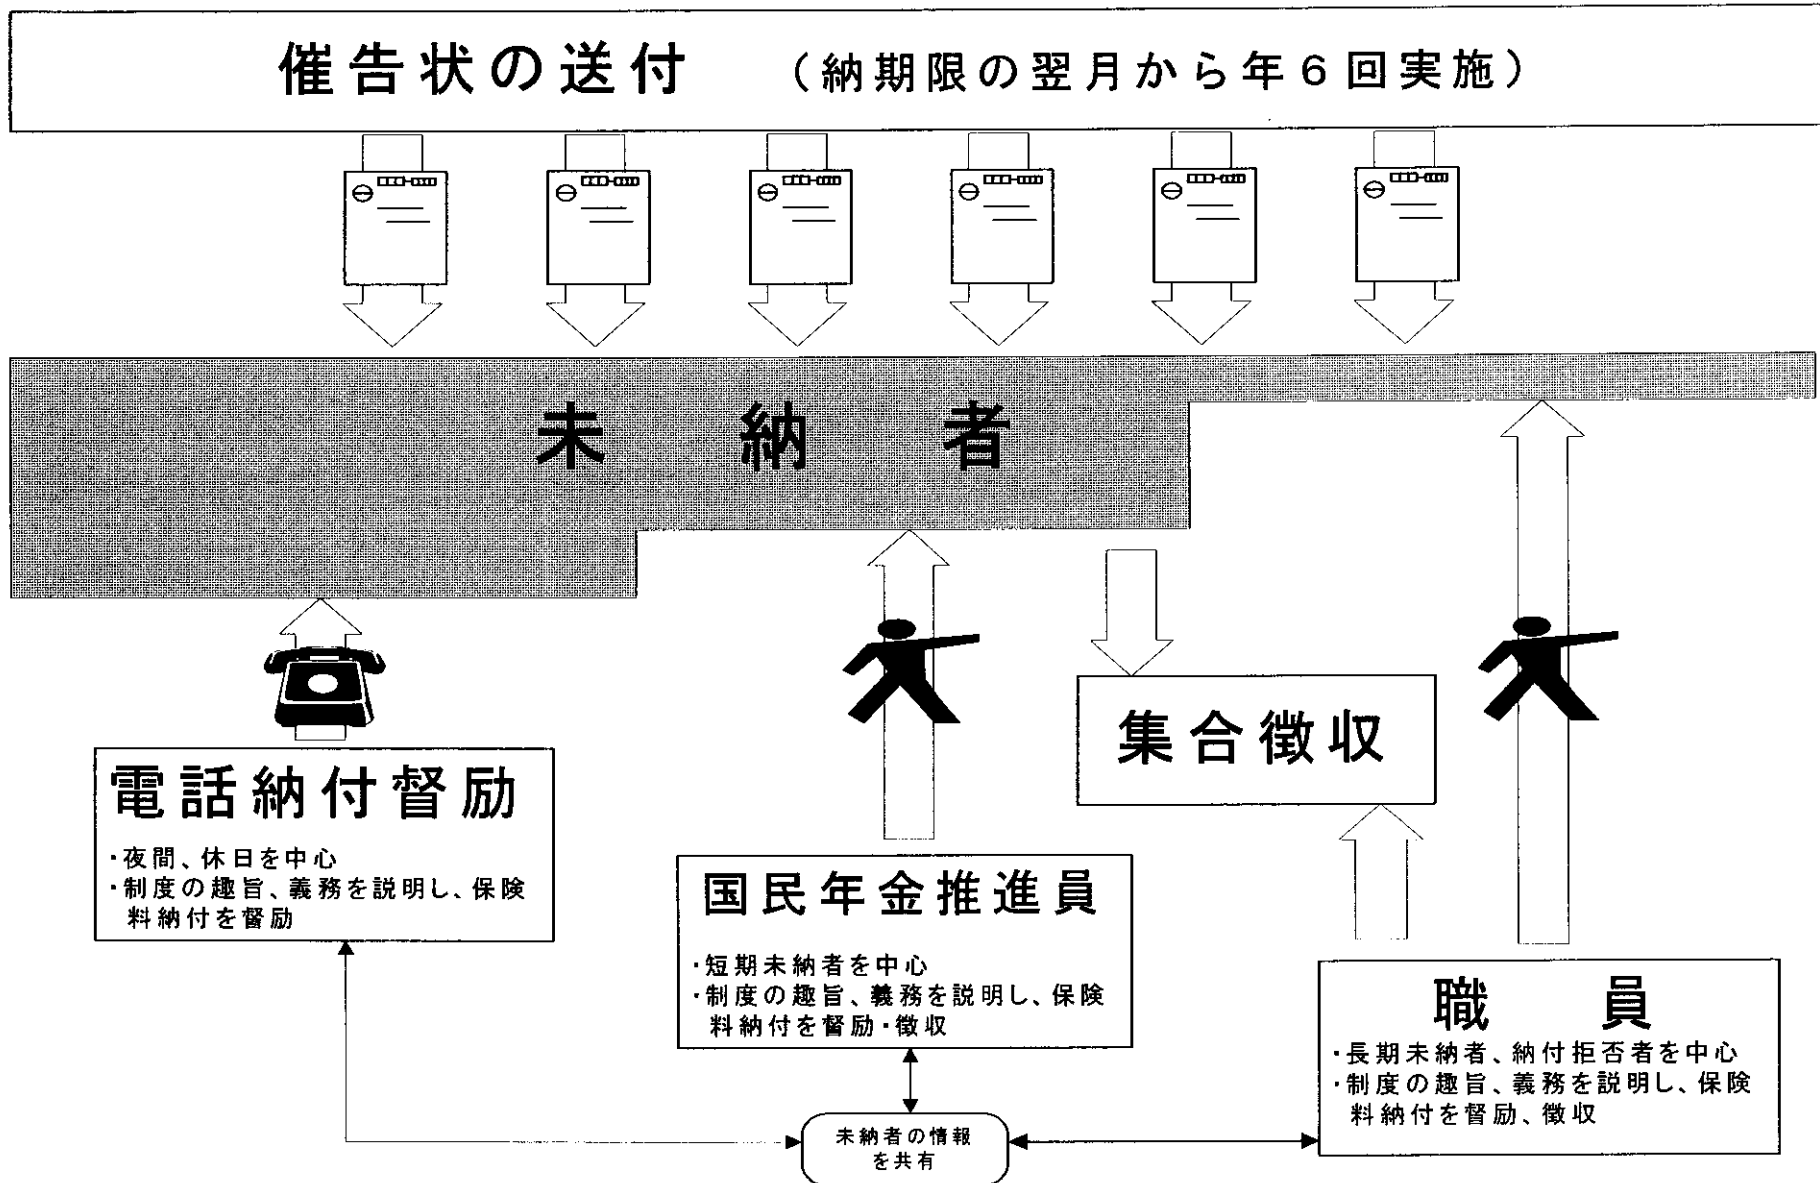 催告状の送付 （納期限の翌月から年６回実施）
未 納 者
電話納付督励
・夜間、休日を中心
・制度の趣旨、義務を説明し、保険
料納付を督励
国民年金推進員
・短期未納者を中心
・制度の趣旨、義務を説明し、保険
料納付を督励・徴収
集合徴収
職 員
・長期未納者、納付拒否者を中心
・制度の趣旨、義務を説明し、保険
料納付を督励、徴収
未納者の情報
を共有